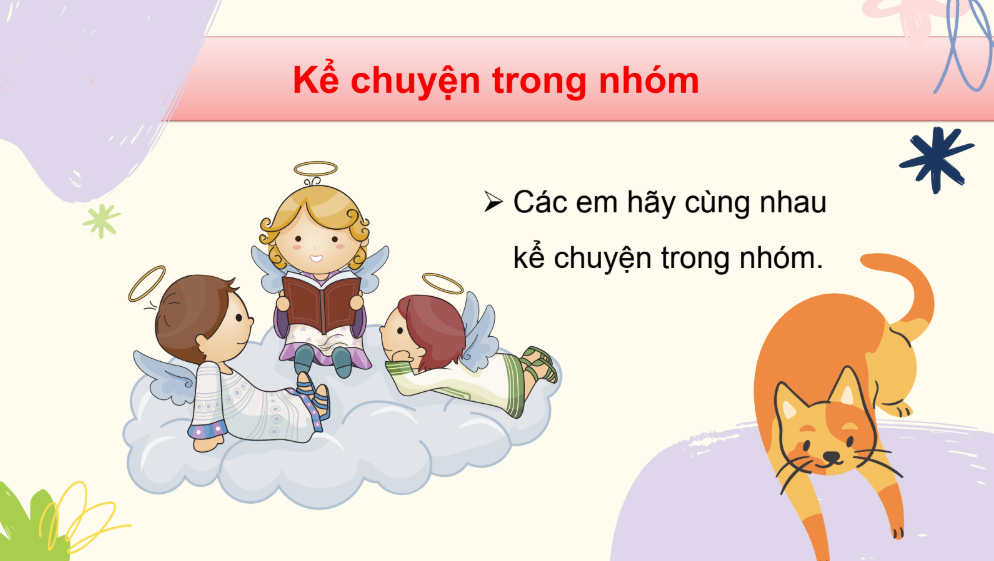 Kể chuyện trong nhóm
➢ Các em hãy cùng nhau
kể chuyện trong nhóm.